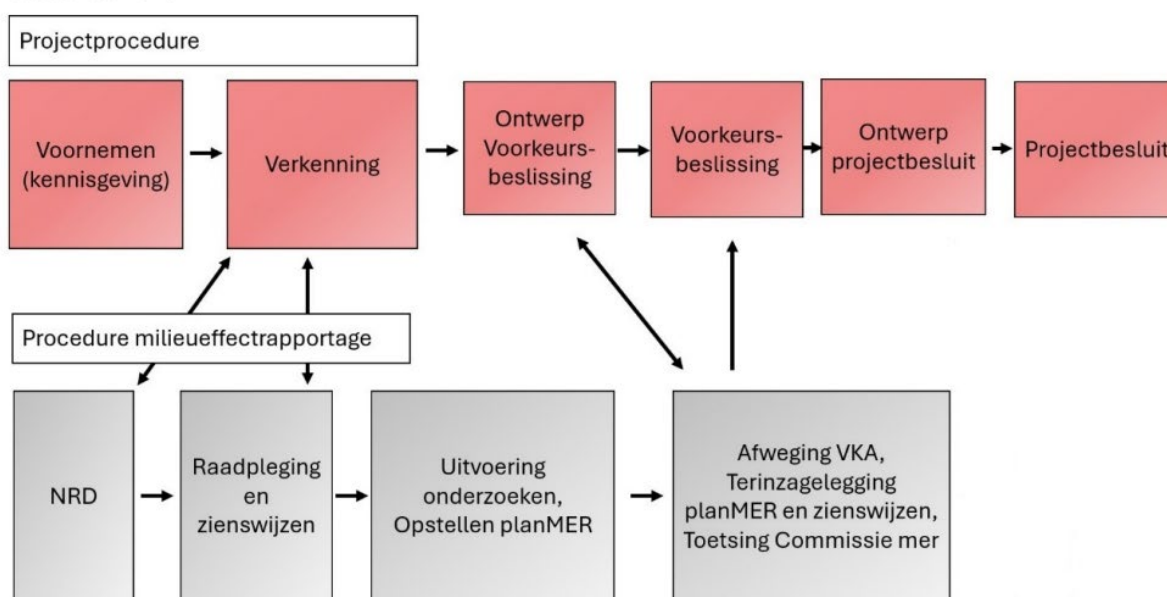 Projectprocedure
Voornemen
(kennisgeving)
Verkenning
Ontwerp
Voorkeurs-
beslissing
Voorkeurs-
beslissing
Ontwerp
projectbesluit
Projectbesluit
Procedure milieueffectrapportage
NRD
Raadpleging
en
zienswijzen
Uitvoering
onderzoeken,
Opstellen planMER
Afweging VKA,
Terinzagelegging
planMER en zienswijzen,
Toetsing Commissie mer